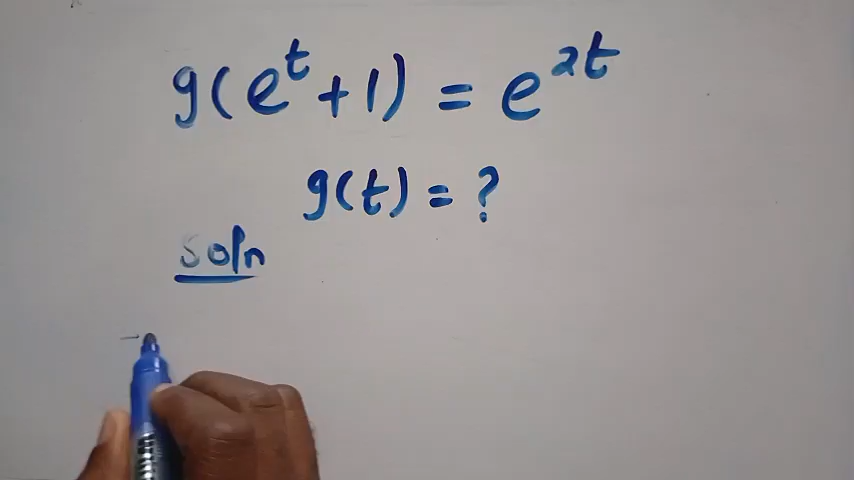 g(e^t + 1) = e^{2t}
g(t) = ?
Soln